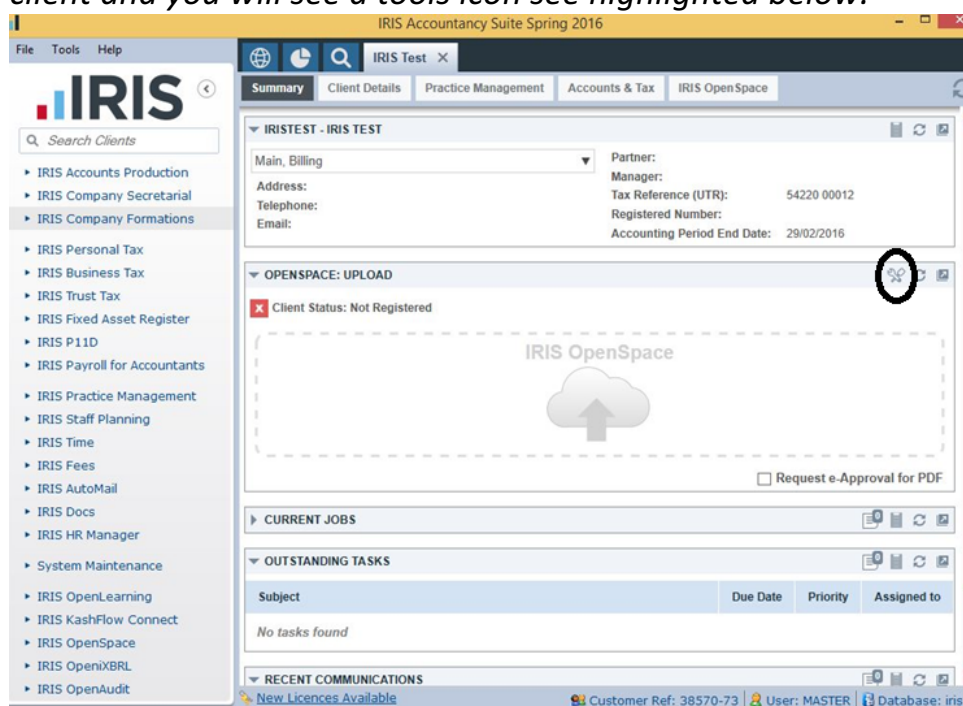 client and you will see a tools icon see highlighted below.
IRIS Accountancy Suite Spring 2016
File Tools Help
IRIS
Search Clients
IRIS Accounts Production
IRIS Company Secretarial
IRIS Company Formations
IRIS Personal Tax
IRIS Business Tax
IRIS Trust Tax
IRIS Fixed Asset Register
IRIS P11D
IRIS Payroll for Accountants
IRIS Practice Management
IRIS Staff Planning
IRIS Time
IRIS Fees
IRIS AutoMail
IRIS Docs
IRIS HR Manager
System Maintenance
IRIS OpenLearning
IRIS KashFlow Connect
IRIS OpenSpace
IRIS OpeniXBRL
IRIS OpenAudit
IRIS Test
Summary Client Details Practice Management Accounts & Tax IRIS OpenSpace
IRISTEST - IRIS TEST
Main, Billing
Address:
Telephone:
Email:
Partner:
Manager:
Tax Reference (UTR): 54220 00012
Registered Number:
Accounting Period End Date: 29/02/2016
OPENSPACE: UPLOAD
X Client Status: Not Registered
IRIS OpenSpace
Request e-Approval for PDF
CURRENT JOBS 0
OUTSTANDING TASKS 0
Subject Due Date Priority Assigned to
No tasks found
RECENT COMMUNICATIONS 0
New Licences Available Customer Ref: 38570-73 User: MASTER Database: iris